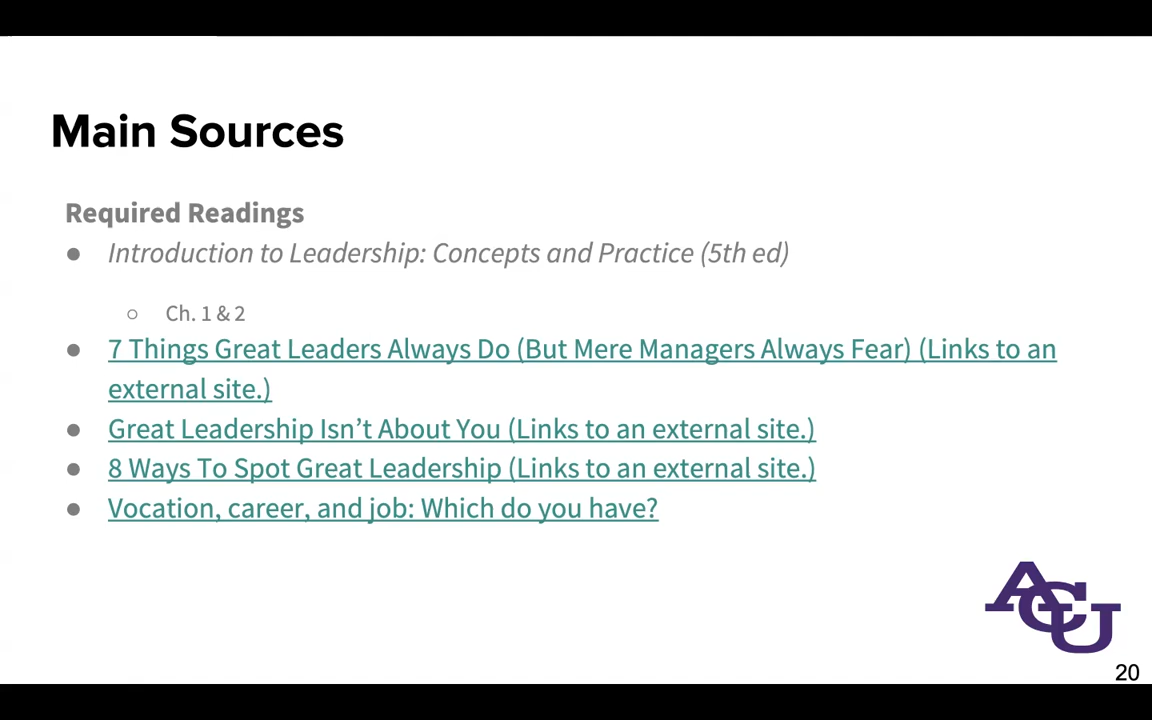 Main Sources
Required Readings
● Introduction to Leadership: Concepts and Practice (5th ed)
○ Ch. 1 & 2
● 7 Things Great Leaders Always Do (But Mere Managers Always Fear) (Links to an
external site.)
● Great Leadership Isn’t About You (Links to an external site.)
● 8 Ways To Spot Great Leadership (Links to an external site.)
● Vocation, career, and job: Which do you have?
ACU
20